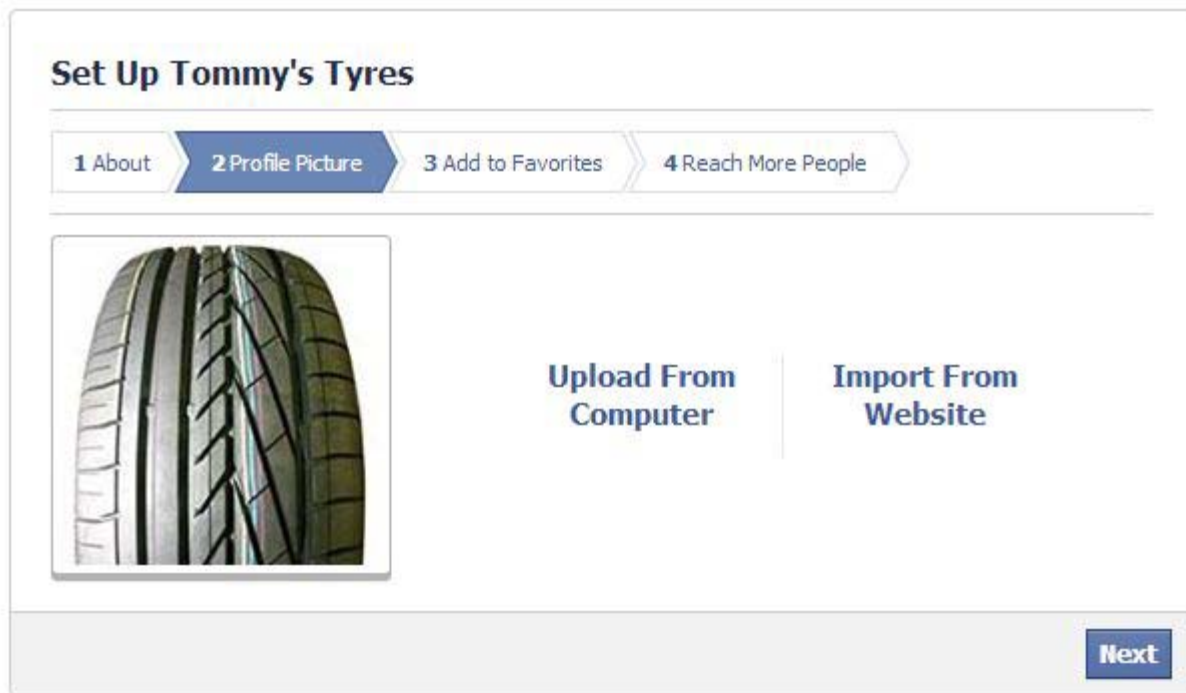 Set Up Tommy's Tyres
1 About
2 Profile Picture
3 Add to Favorites
4 Reach More People
Upload From
Computer
Import From
Website
Next